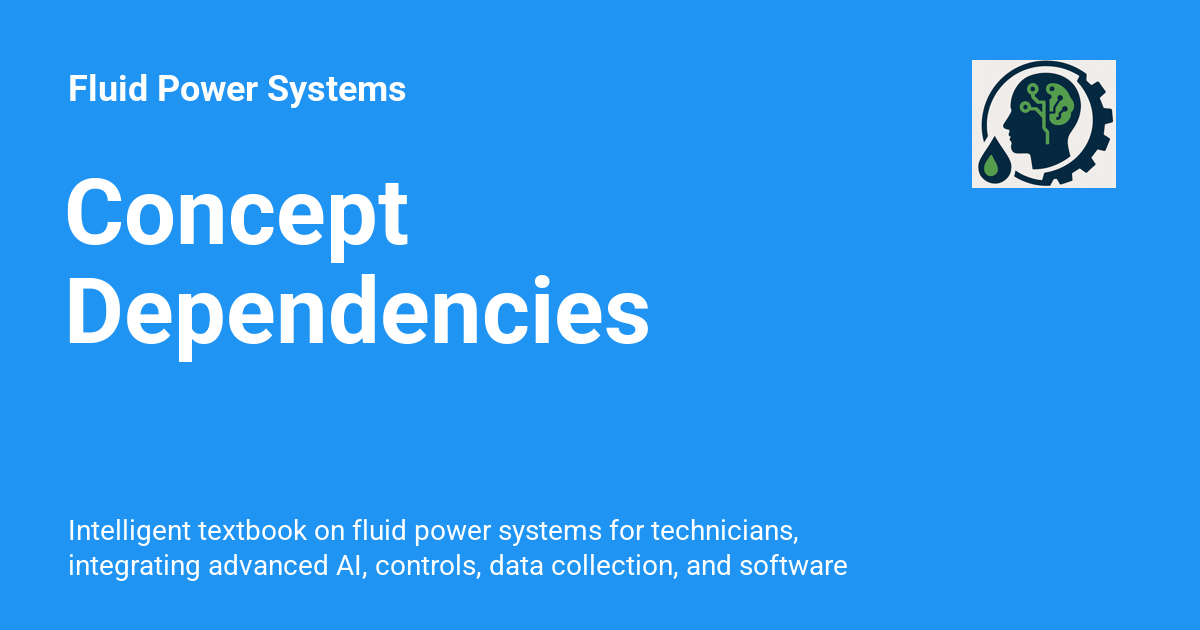 Fluid Power Systems
Concept
Dependencies
Intelligent textbook on fluid power systems for technicians,
integrating advanced AI, controls, data collection, and software